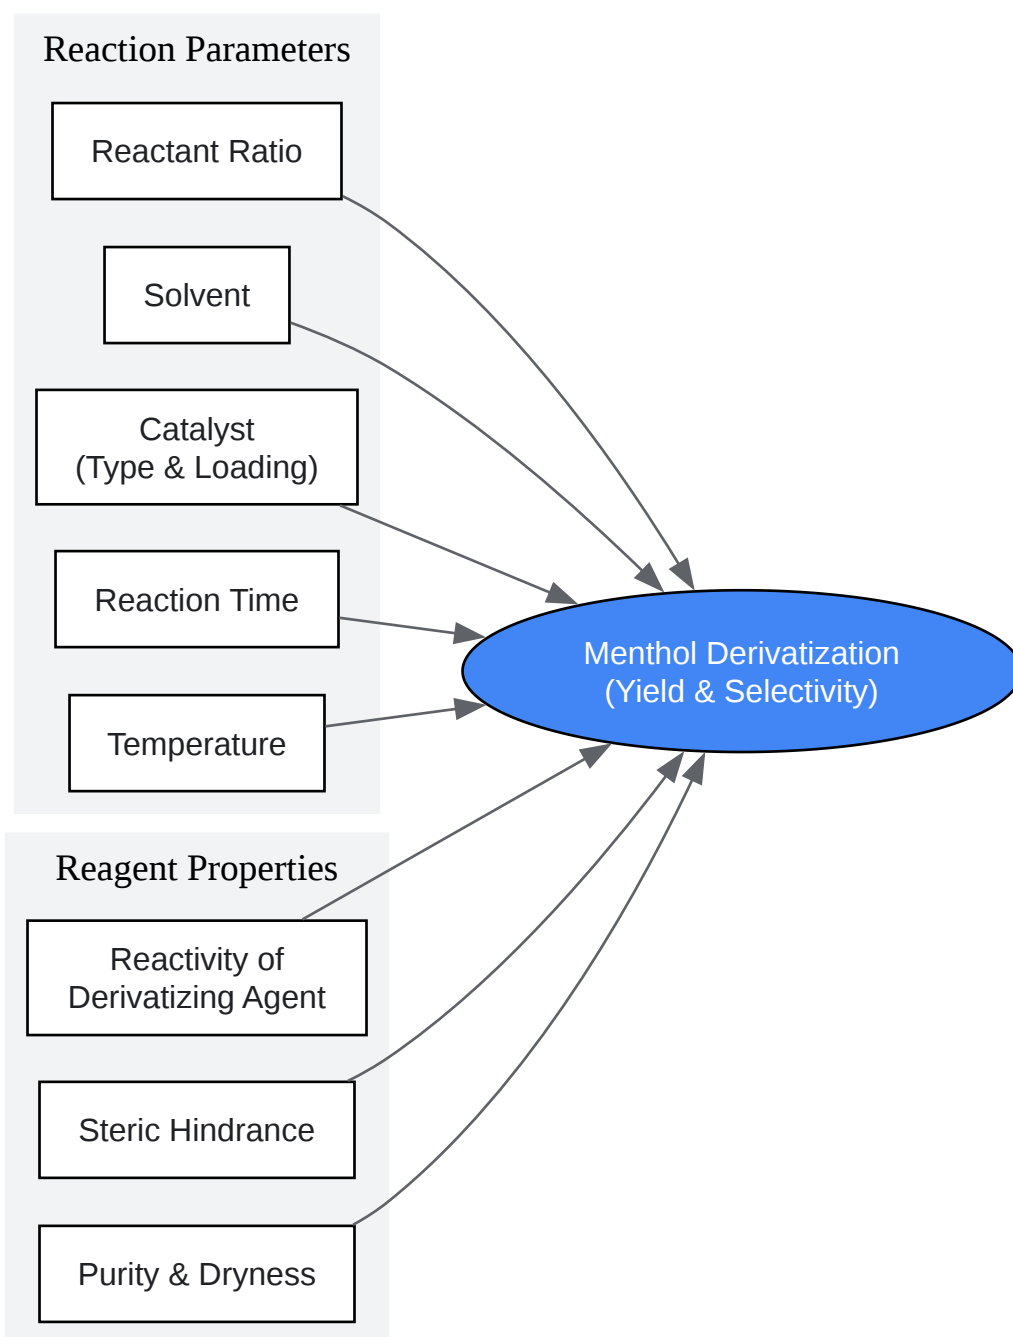 Reaction Parameters
Reactant Ratio
Solvent
Catalyst
(Type & Loading)
Reaction Time
Temperature
Menthol Derivatization
(Yield & Selectivity)
Reagent Properties
Reactivity of
Derivatizing Agent
Steric Hindrance
Purity & Dryness